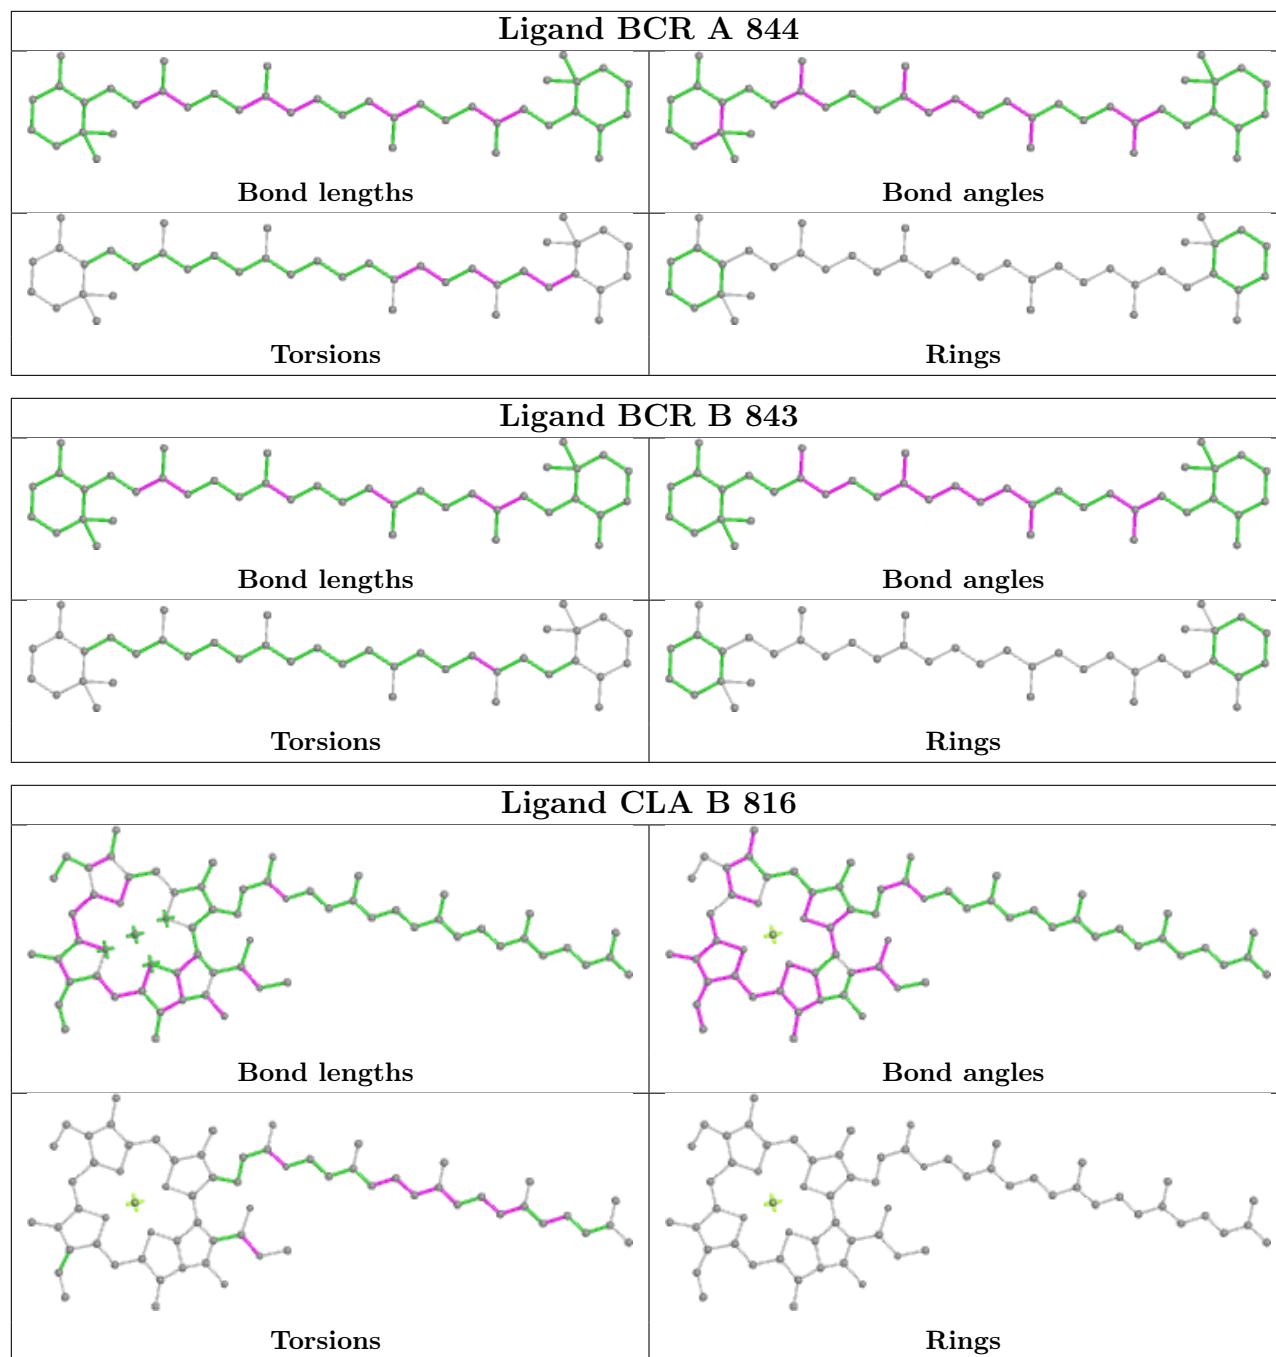 Ligand BCR A 844
Bond lengths
Bond angles
Torsions
Rings
Ligand BCR B 843
Bond lengths
Bond angles
Torsions
Rings
Ligand CLA B 816
Bond lengths
Bond angles
Torsions
Rings